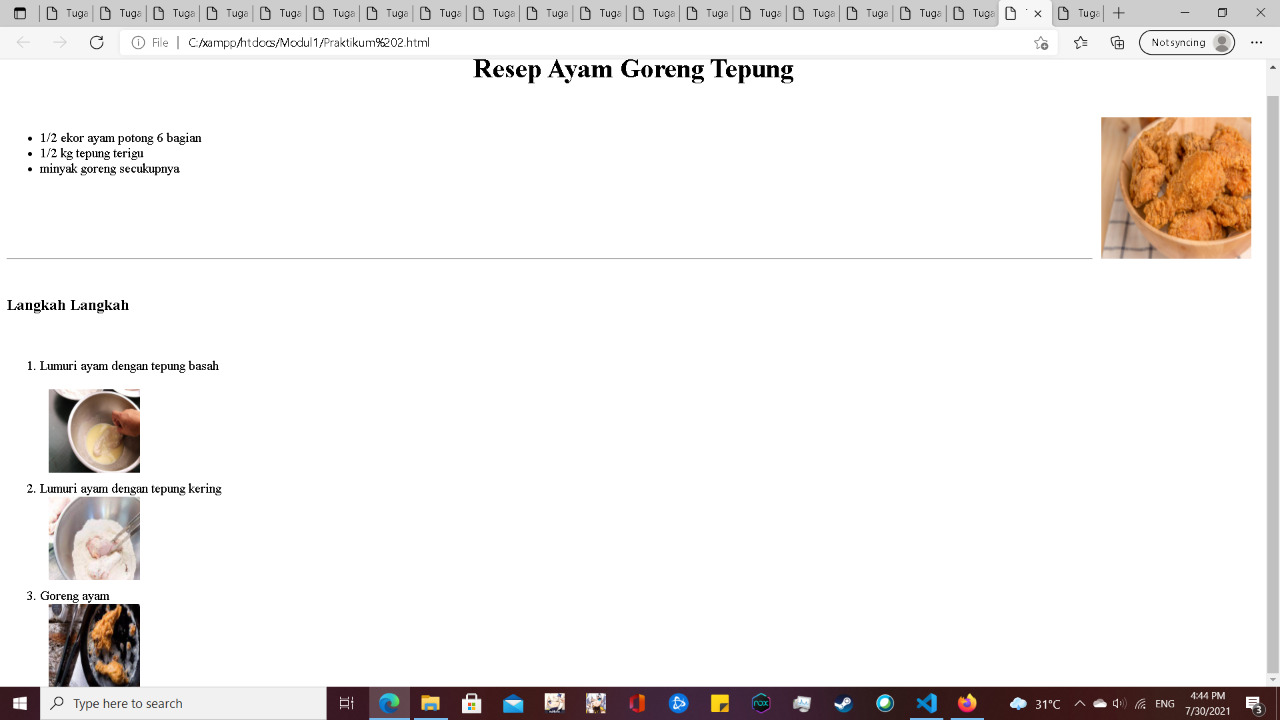 Tuga Tuga Tuga Tuga Tuga Tuga Tuga Tuga Tuga Tuga Tuga Tuga Tuga Tuga Tuga Tuga Tuga Tuga Tuga
File | C:/xampp/htdocs/Modul1/Praktikum%202.html
Not syncing
Resep Ayam Goreng Tepung
• 1/2 ekor ayam potong 6 bagian
• 1/2 kg tepung terigu
• minyak goreng secukupnya
Langkah Langkah
1. Lumuri ayam dengan tepung basah
2. Lumuri ayam dengan tepung kering
3. Goreng ayam
Type here to search
31°C
ENG
4:44 PM
7/30/2021
3